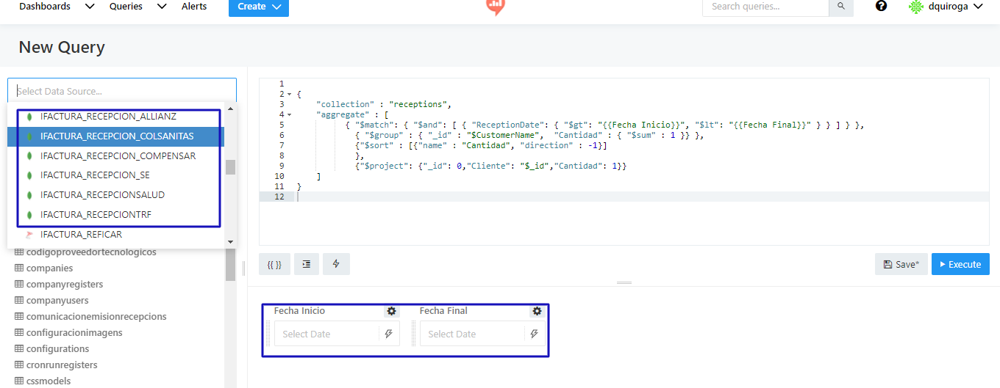 Dashboards Queries Alerts Create Search queries... dquiroga
New Query
Select Data Source...
IFACTURA_RECEPCION_ALLIANZ
IFACTURA_RECEPCION_COLSANITAS
IFACTURA_RECEPCION_COMPENSAR
IFACTURA_RECEPCION_SE
IFACTURA_RECEPCIONSALUD
IFACTURA_RECEPCIONTRF
IFACTURA_REFICAR
codigoproveedortecnologicos
companies
companyregisters
companyusers
comunicacionemisionrecepcions
configuracionimagens
configurations
cronrunregisters
cssmodels
1
2 {
3 "collection" : "receptions",
4 "aggregate" : [
5 { "$match": { "$and": [ { "ReceptionDate": { "$gt": "{{Fecha Inicio}}", "$lt": "{{Fecha Final}}" } } ] } },
6 { "$group" : { "_id" : "$CustomerName", "Cantidad" : { "$sum" : 1 }} },
7 {"$sort" : [{"name" : "Cantidad", "direction" : -1}]
8 },
9 {"$project": {"_id": 0,"Cliente": "$_id","Cantidad": 1}}
10 ]
11 }
12
{{ }} Save* Execute
Fecha Inicio Fecha Final
Select Date Select Date